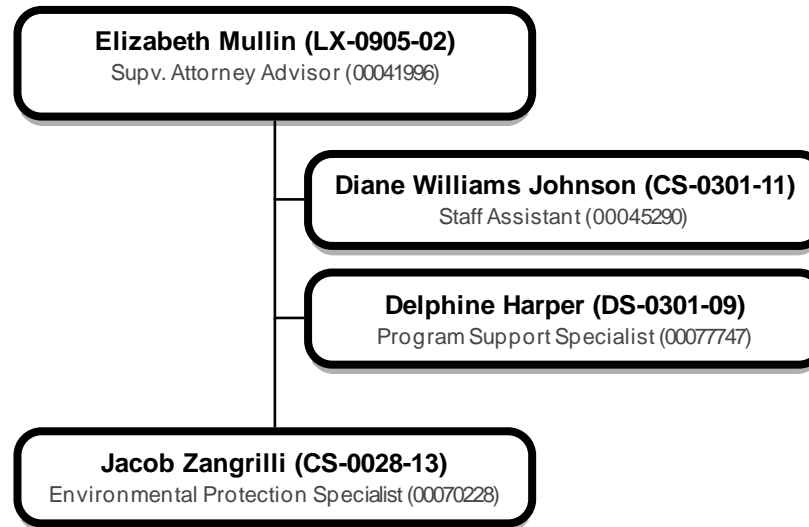 Elizabeth Mullin (LX-0905-02)
Supv. Attorney Advisor (00041996)
Diane Williams Johnson (CS-0301-11)
Staff Assistant (00045290)
Delphine Harper (DS-0301-09)
Program Support Specialist (00077747)
Jacob Zangrilli (CS-0028-13)
Environmental Protection Specialist (00070228)